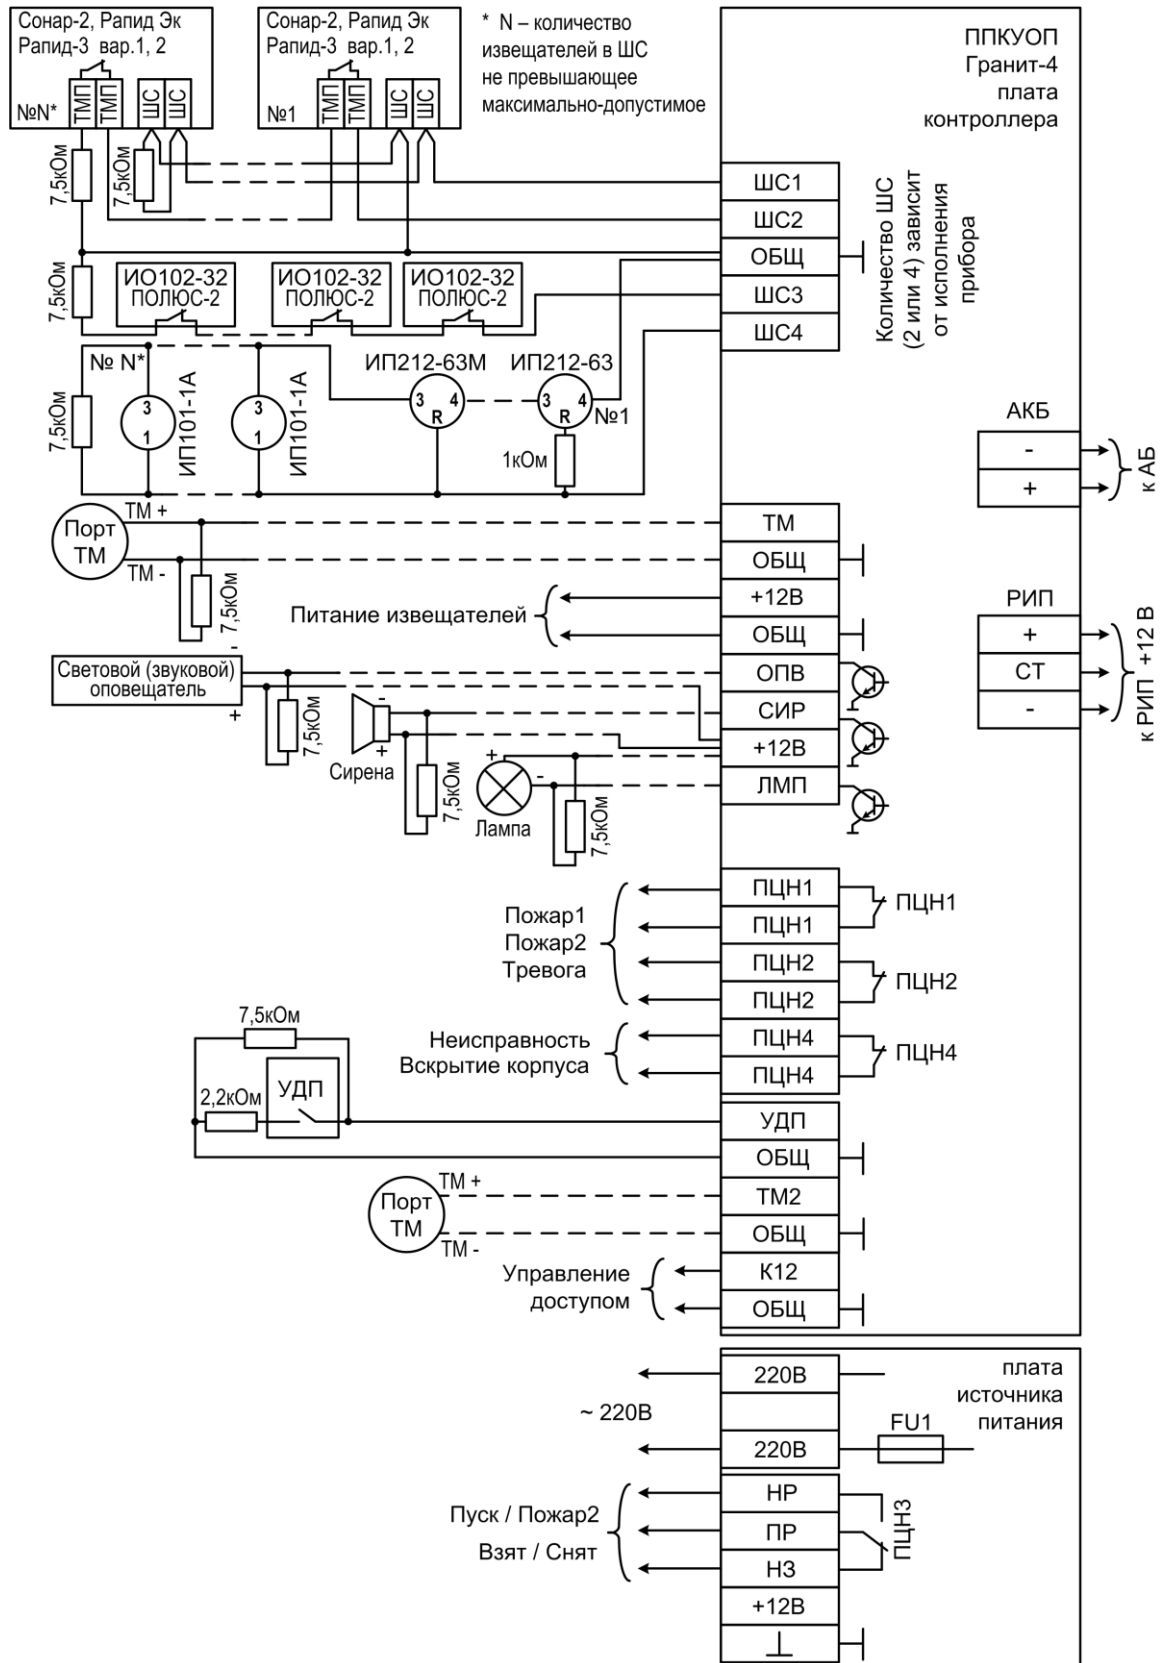 Сонар-2, Рапид Эк
Рапид-3 вар.1, 2
№N*
ТМП
ТМП
ШС
ШС
Сонар-2, Рапид Эк
Рапид-3 вар.1, 2
№1
ТМП
ТМП
ШС
ШС
* N – количество
извещателей в ШС
не превышающее
максимально-допустимое
ППКУОП
Гранит-4
плата
контроллера
7,5кОм
7,5кОм
ШС1
ШС2
ОБЩ
ШС3
ШС4
Количество ШС
(2 или 4) зависит
от исполнения
прибора
7,5кОм
ИО102-32
ПОЛЮС-2
ИО102-32
ПОЛЮС-2
ИО102-32
ПОЛЮС-2
№ N*
7,5кОм
3
1
ИП101-1А
3
1
ИП101-1А
ИП212-63М
3
4
R
ИП212-63
3
4
R
№1
1кОм
АКБ
-
+
к АБ
Порт
ТМ
ТМ +
ТМ -
7,5кОм
ТМ
ОБЩ
+12В
ОБЩ
ОПВ
СИР
+12В
ЛМП
Питание извещателей
РИП
+
СТ
-
к РИП +12 В
Световой (звуковой)
оповещатель
-
+
7,5кОм
-
+
Сирена
7,5кОм
+
-
Лампа
7,5кОм
Пожар1
Пожар2
Тревога
ПЦН1
ПЦН1
ПЦН2
ПЦН2
ПЦН4
ПЦН4
ПЦН1
ПЦН2
ПЦН4
Неисправность
Вскрытие корпуса
7,5кОм
2,2кОм
УДП
УДП
ОБЩ
ТМ2
ОБЩ
К12
ОБЩ
Порт
ТМ
ТМ +
ТМ -
Управление
доступом
~ 220В
220В
220В
FU1
плата
источника
питания
Пуск / Пожар2
Взят / Снят
НР
ПР
НЗ
+12В
ПЦН3